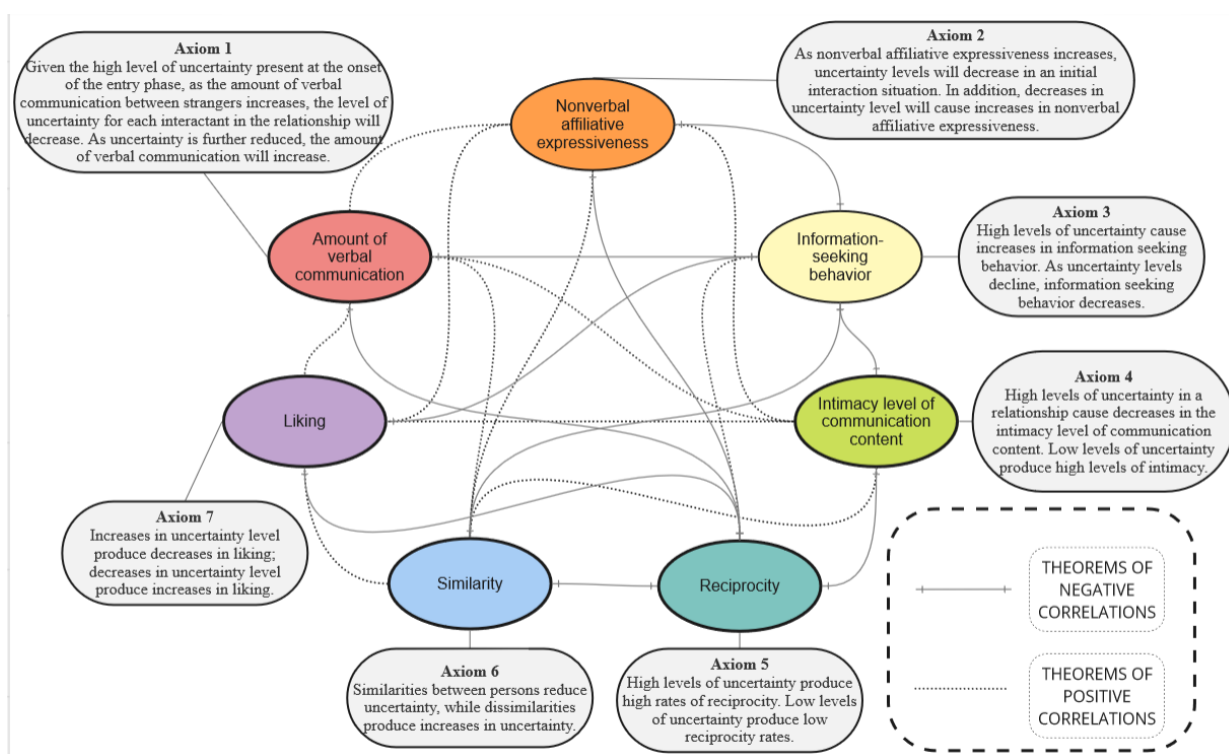 Axiom 1
Given the high level of uncertainty present at the onset
of the entry phase, as the amount of verbal
communication between strangers increases, the level of
uncertainty for each interactant in the relationship will
decrease. As uncertainty is further reduced, the amount
of verbal communication will increase.
Axiom 2
As nonverbal affiliative expressiveness increases,
uncertainty levels will decrease in an initial
interaction situation. In addition, decreases in
uncertainty level will cause increases in nonverbal
affiliative expressiveness.
Nonverbal
affiliative
expressiveness
Amount of
verbal
communication
Information-
seeking
behavior
Axiom 3
High levels of uncertainty cause
increases in information seeking
behavior. As uncertainty levels
decline, information seeking
behavior decreases.
Liking
Intimacy level of
communication
content
Axiom 4
High levels of uncertainty in a
relationship cause decreases in the
intimacy level of communication
content. Low levels of uncertainty
produce high levels of intimacy.
Axiom 7
Increases in uncertainty level
produce decreases in liking;
decreases in uncertainty level
produce increases in liking.
Similarity
Reciprocity
Axiom 6
Similarities between persons reduce
uncertainty, while dissimilarities
produce increases in uncertainty.
Axiom 5
High levels of uncertainty produce
high rates of reciprocity. Low levels
of uncertainty produce low
reciprocity rates.
THEOREMS OF
NEGATIVE
CORRELATIONS
THEOREMS OF
POSITIVE
CORRELATIONS